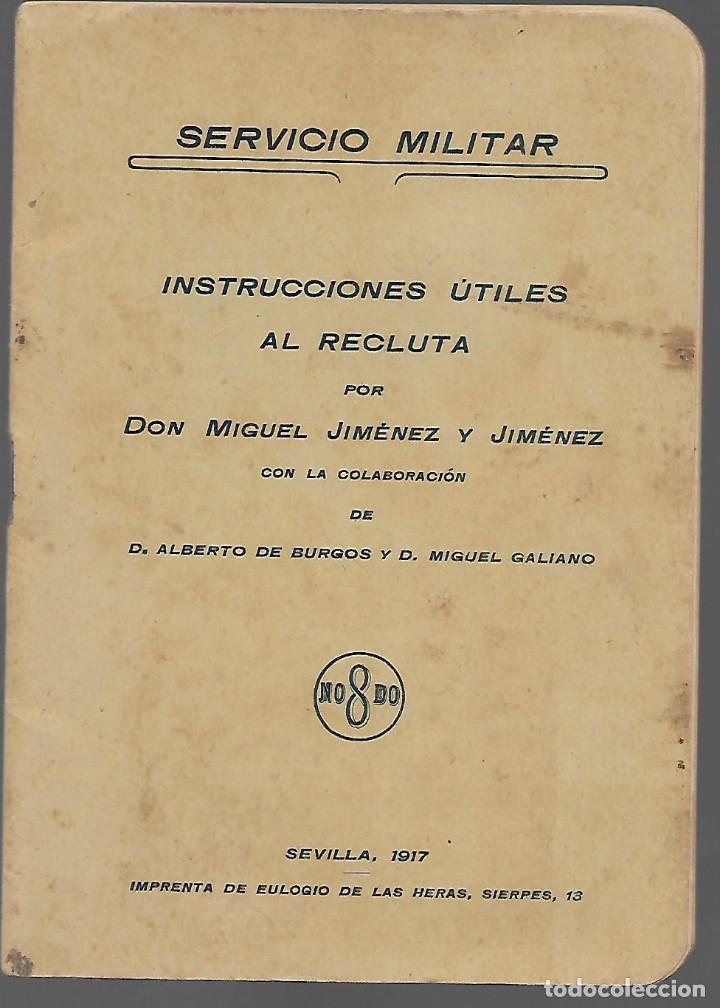 SERVICIO MILITAR
INSTRUCCIONES ÚTILES
AL RECLUTA
POR
DON MIGUEL JIMÉNEZ Y JIMÉNEZ
CON LA COLABORACIÓN
DE
D. ALBERTO DE BURGOS Y D. MIGUEL GALIANO
NO8DO
SEVILLA, 1917
IMPRENTA DE EULOGIO DE LAS HERAS, SIERPES, 13
todocoleccion